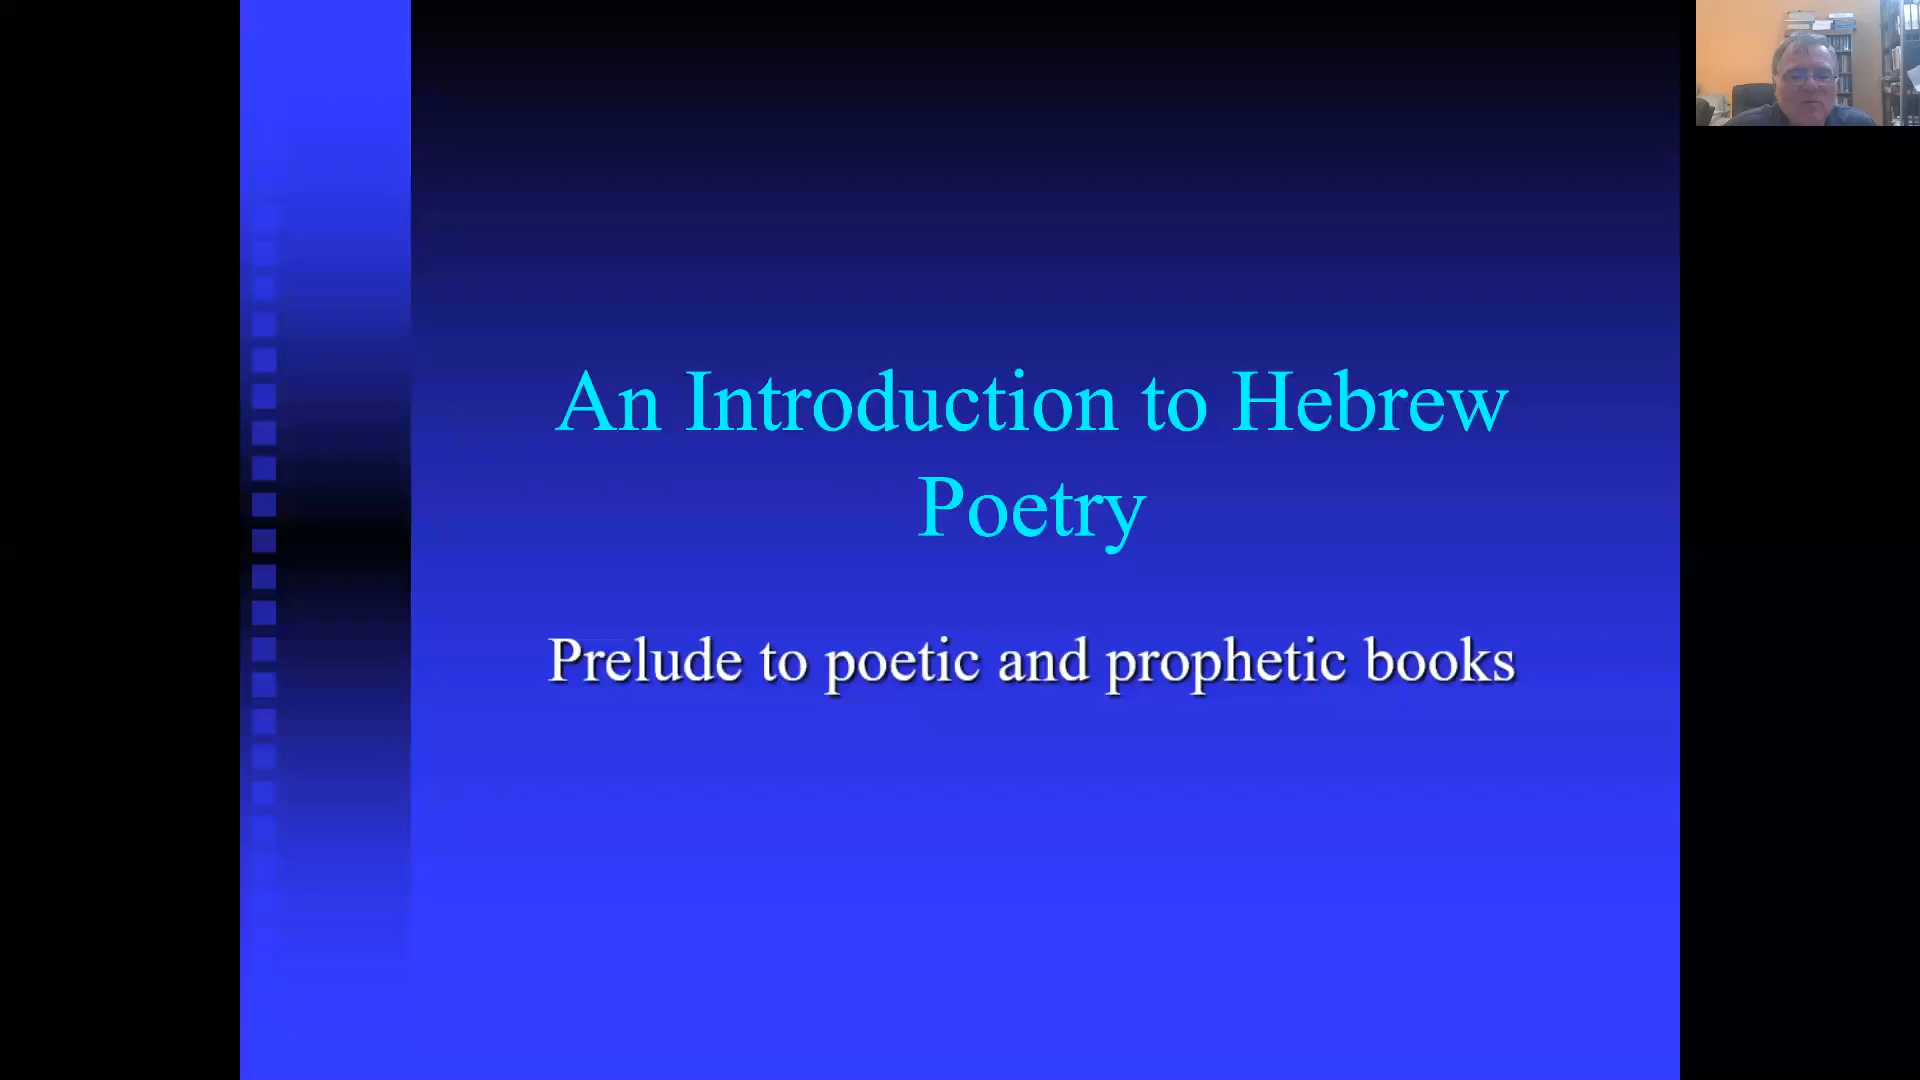 An Introduction to Hebrew
Poetry
Prelude to poetic and prophetic books